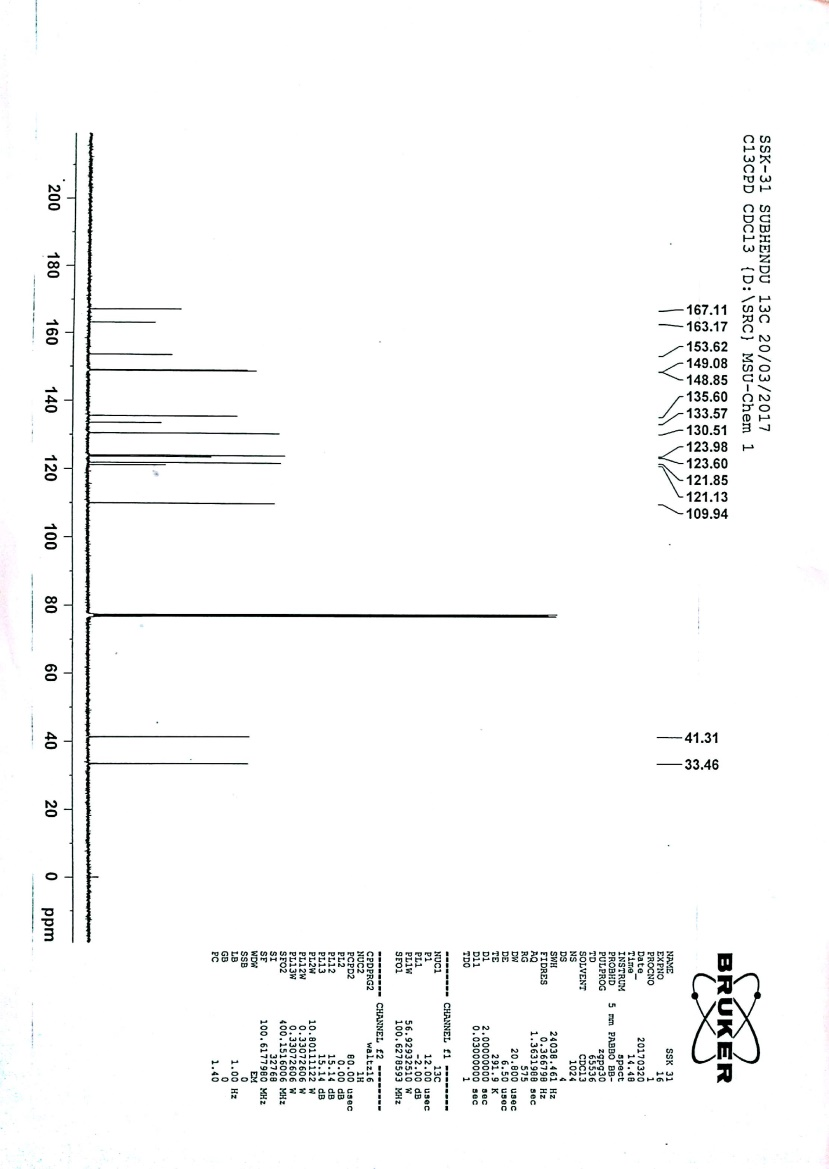 SSK-31 SUBHENDU 13C 20/03/2017
C13CPD CDCl3 {D:\SRC} MSU-Chem 1
167.11
163.17
153.62
149.08
148.85
135.60
133.57
130.51
123.98
123.60
121.85
121.13
109.94
41.31
33.46
200 180 160 140 120 100 80 60 40 20 0 ppm
BRUKER
NAME SSK 31
EXPNO 16
PROCNO 1
Date_ 20170320
Time 14.48
INSTRUM spect
PROBHD 5 mm PABBO BB-
PULPROG zgpg30
TD 65536
SOLVENT CDCl3
NS 1024
DS 4
SWH 24038.461 Hz
FIDRES 0.366798 Hz
AQ 1.3631988 sec
RG 575
DW 20.800 usec
DE 6.50 usec
TE 291.9 K
D1 2.00000000 sec
D11 0.03000000 sec
TD0 1
======== CHANNEL f1 ========
NUC1 13C
P1 12.00 usec
PL1 -2.00 dB
PL1W 56.92932510 W
SFO1 100.6278593 MHz
======== CHANNEL f2 ========
CPDPRG2 waltz16
NUC2 1H
PCPD2 80.00 usec
PL2 0.00 dB
PL12 15.14 dB
PL13 15.14 dB
PL2W 10.80111122 W
PL12W 0.33072606 W
PL13W 0.33072606 W
SFO2 400.1516006 MHz
SI 32768
SF 100.6177980 MHz
WDW EM
SSB 0
LB 1.00 Hz
GB 0
PC 1.40